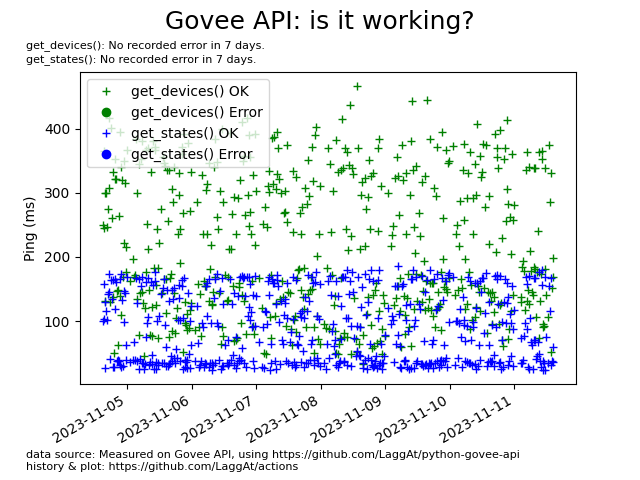 Govee API: is it working?
get_devices(): No recorded error in 7 days.
get_states(): No recorded error in 7 days.
get_devices() OK
get_devices() Error
get_states() OK
get_states() Error
400
300
200
100
Ping (ms)
2023-11-05
2023-11-06
2023-11-07
2023-11-08
2023-11-09
2023-11-10
2023-11-11
data source: Measured on Govee API, using https://github.com/LaggAt/python-govee-api
history & plot: https://github.com/LaggAt/actions